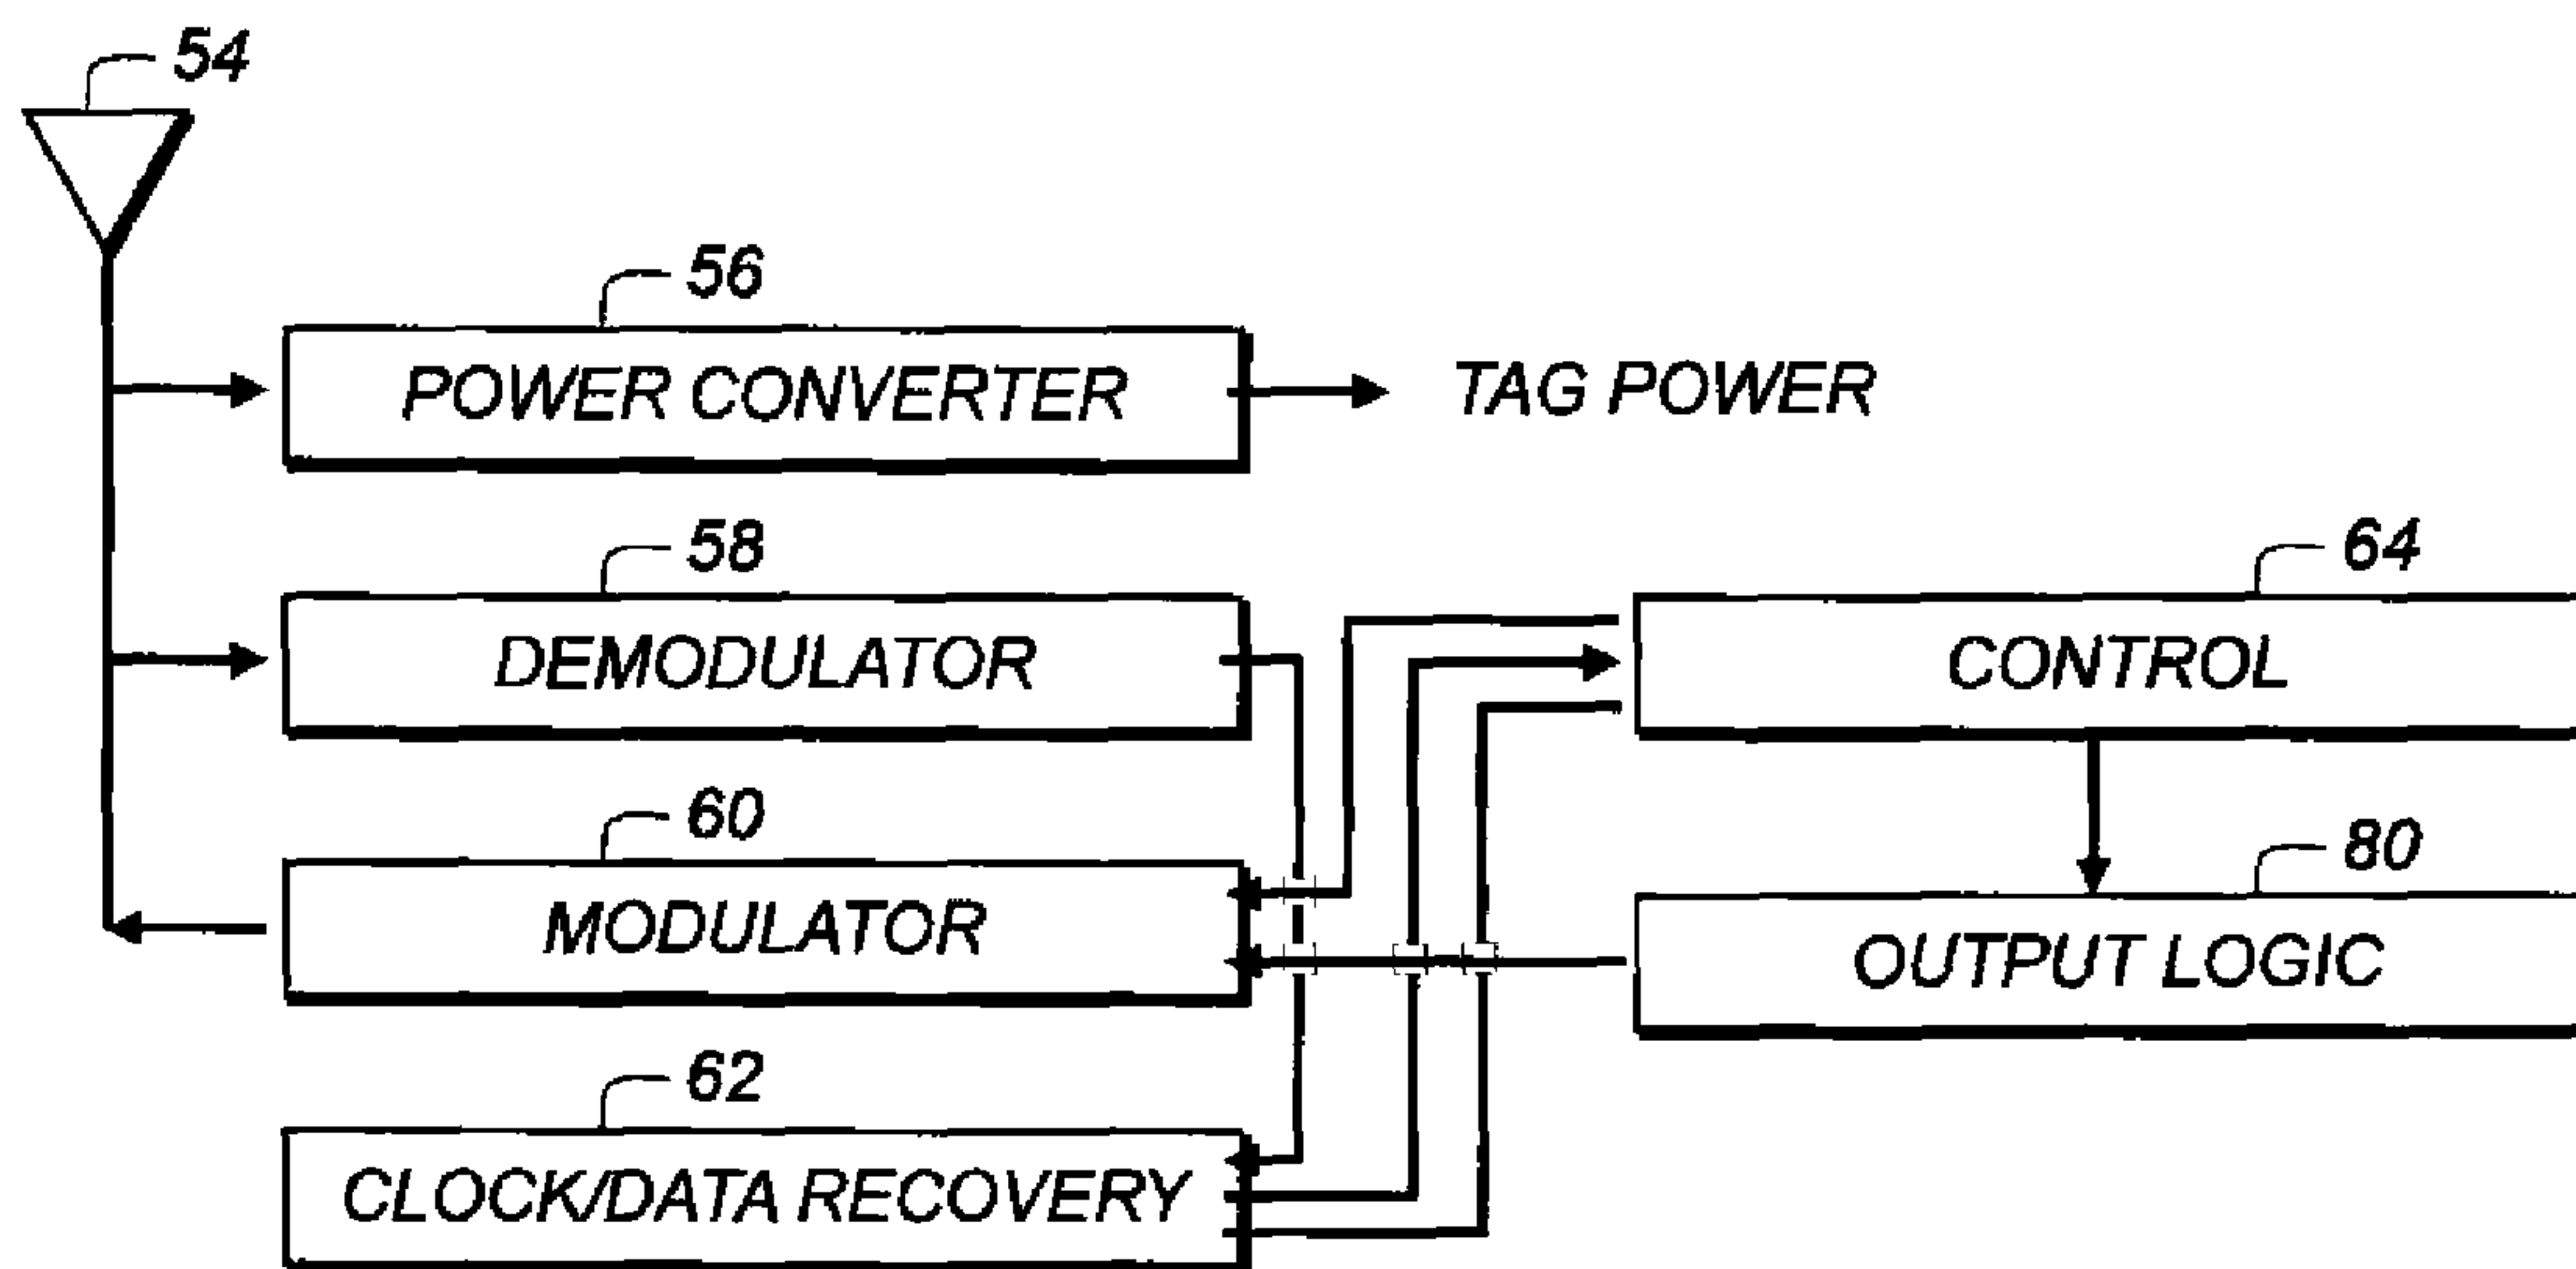 54
56
POWER CONVERTER
TAG POWER
58
DEMODULATOR
64
CONTROL
60
MODULATOR
80
OUTPUT LOGIC
62
CLOCK/DATA RECOVERY